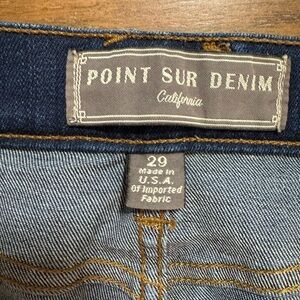 POINT SUR DENIM
California
29
Made in
U.S.A.
Of Imported
Fabric